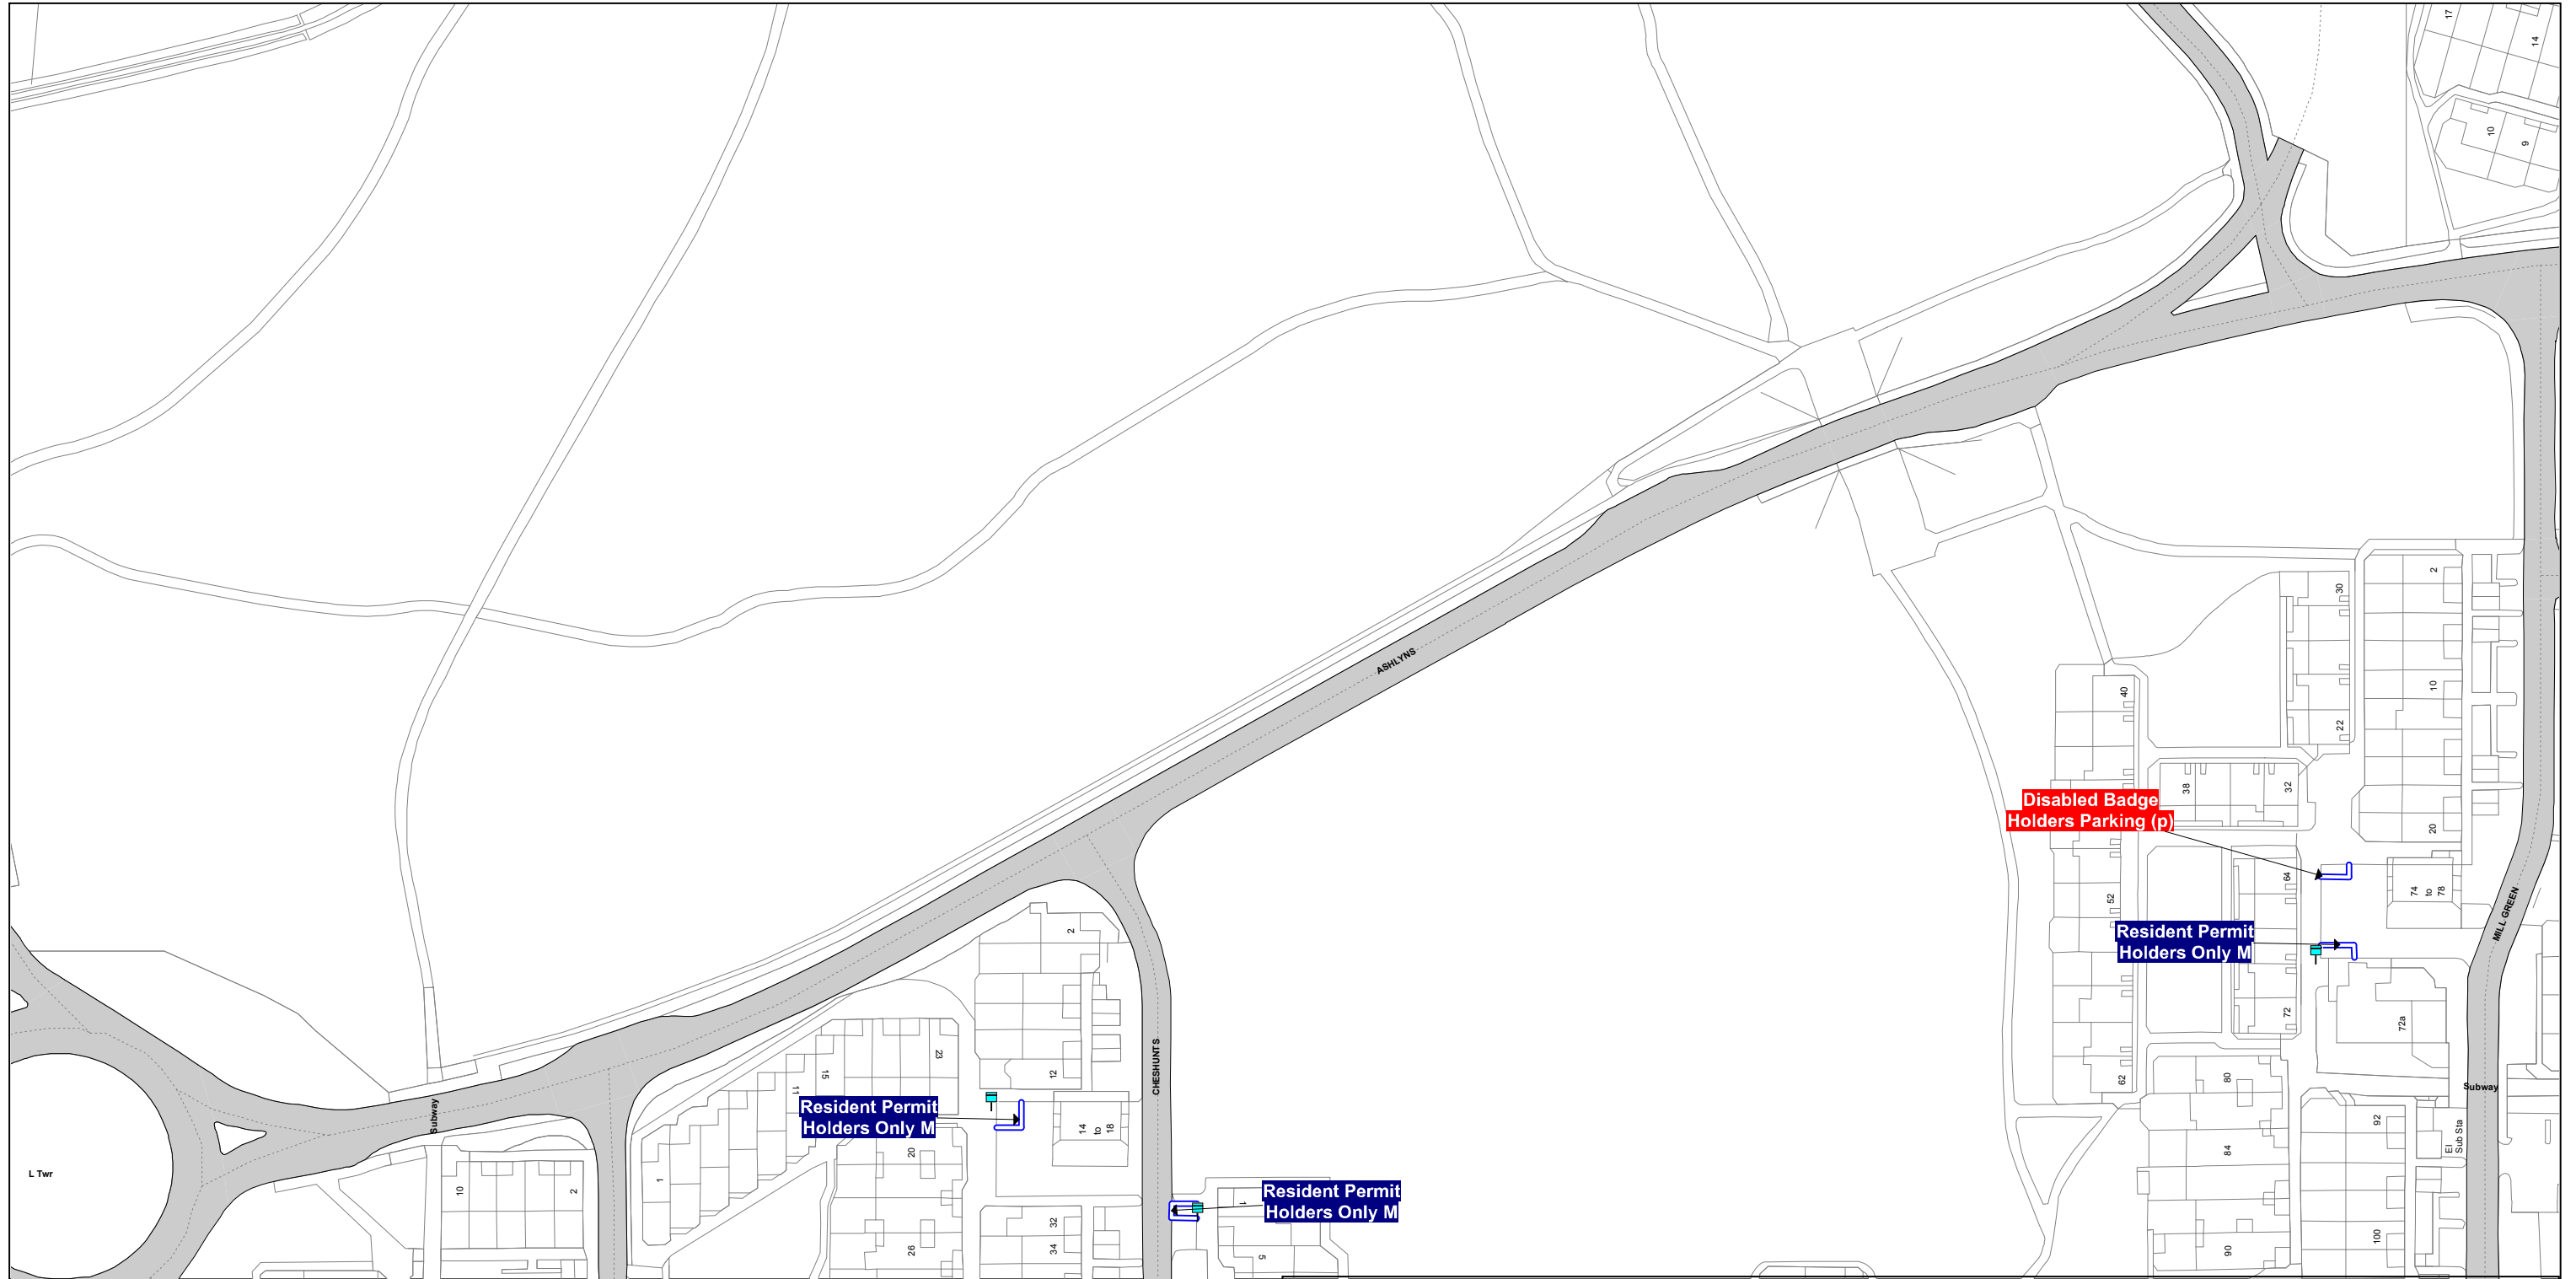 17
14
10
9
ASHLYNS
2
30
10
22
40
38
32
20
Disabled Badge
Holders Parking (p)
64
74
to
78
52
MILL GREEN
Resident Permit
Holders Only M
72
72a
62
80
Subway
92
84
El
Sub Sta
90
100
2
23
15
11
12
CHESHUNTS
Resident Permit
Holders Only M
14
to
18
20
Subway
L Twr
10
2
1
26
32
34
1
5
Resident Permit
Holders Only M